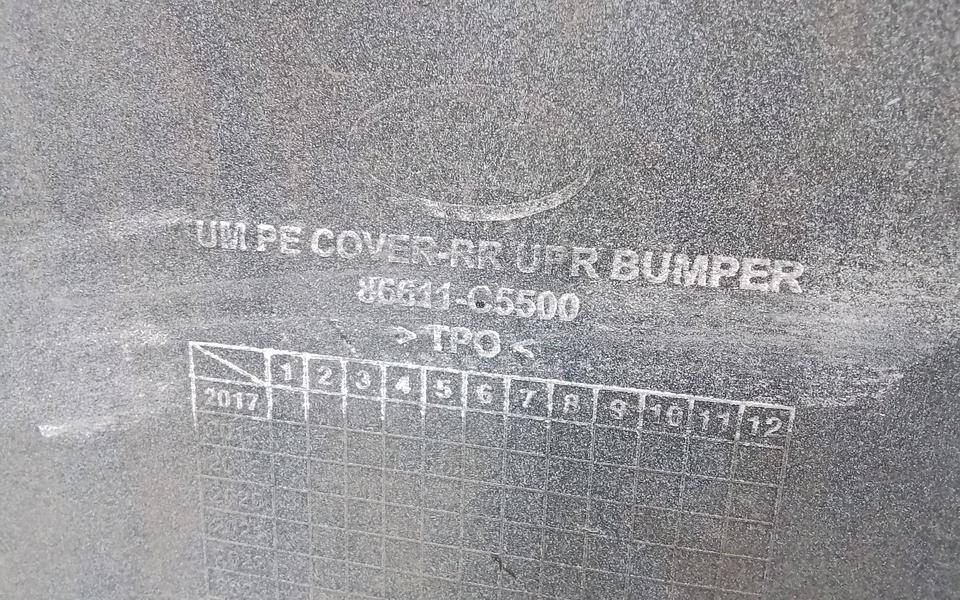 UM PE COVER-RR UPR BUMPER
86611-C5500
> TPO <
1 2 3 4 5 6 7 8 9 10 11 12
2017